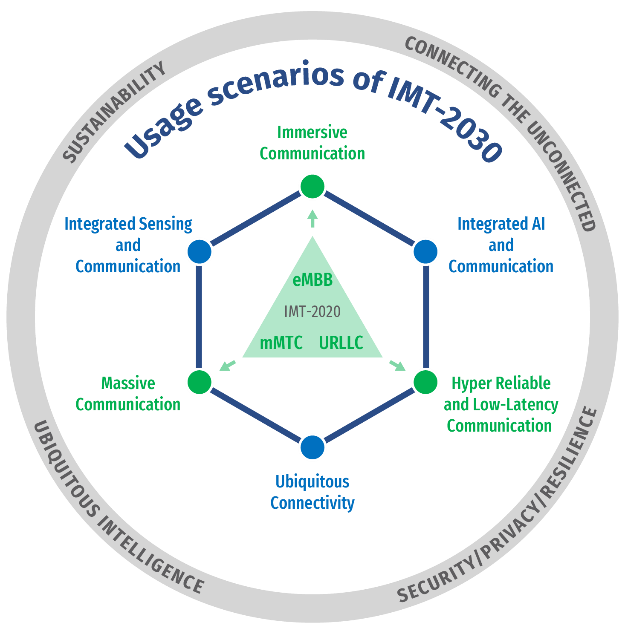 SUSTAINABILITY
CONNECTING THE UNCONNECTED
Usage scenarios of IMT-2030
Immersive
Communication
Integrated Sensing
and
Communication
Integrated AI
and
Communication
eMBB
IMT-2020
mMTC URLLC
Massive
Communication
Hyper Reliable
and Low-Latency
Communication
Ubiquitous
Connectivity
UBIQUITOUS INTELLIGENCE
SECURITY/PRIVACY/RESILIENCE